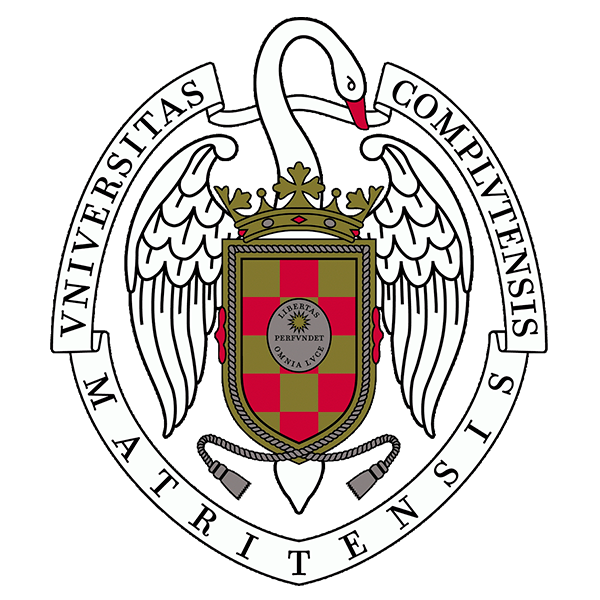 VNIVERSITAS
COMPLVTENSIS
MATRITENSIS
LIBERTAS
PERFVNDET
OMNIA LVCE